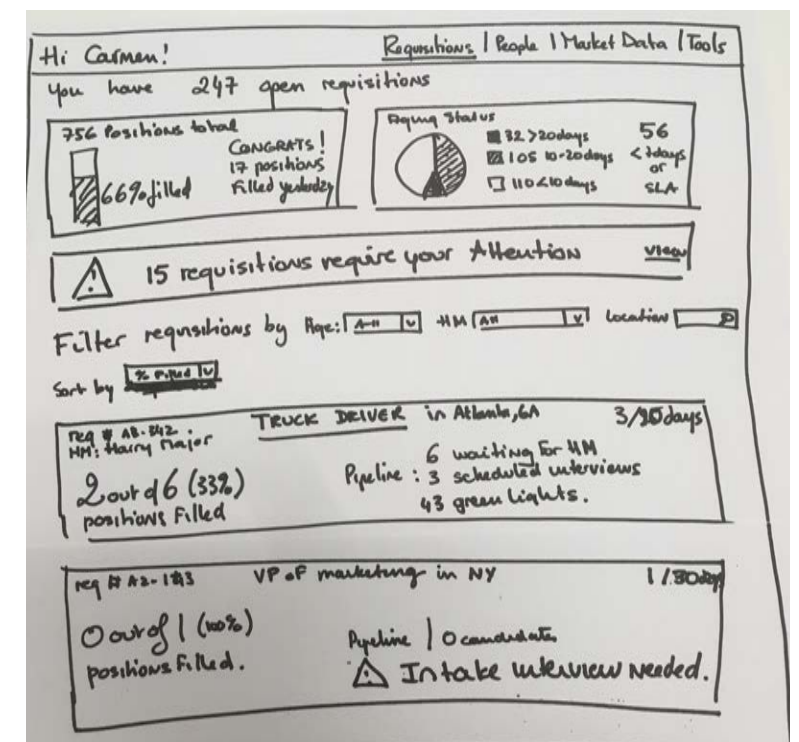 Hi Carmen!
Requisitions | People | Market Data | Tools
You have 247 open requisitions
756 Positions total
66% filled
CONGRATS!
17 positions
Filled yesterday
Aging Status
32 >20days
105 10-20days
110 <10days
56
<7days
or
SLA
15 requisitions require your Attention
view
Filter requisitions by Age: All HM All Location
Sort by % Filled
req # AB-342
HM: Harry Major
TRUCK DRIVER in Atlanta, GA
days
2 out of 6 (33%)
positions Filled
6 waiting for HM
Pipeline : 3 scheduled interviews
43 green lights.
req # A2-
VP of marketing in NY
1/30days
0 out of 1 (100%)
positions Filled.
Pipeline | 0 candidates
Intake interview Needed.